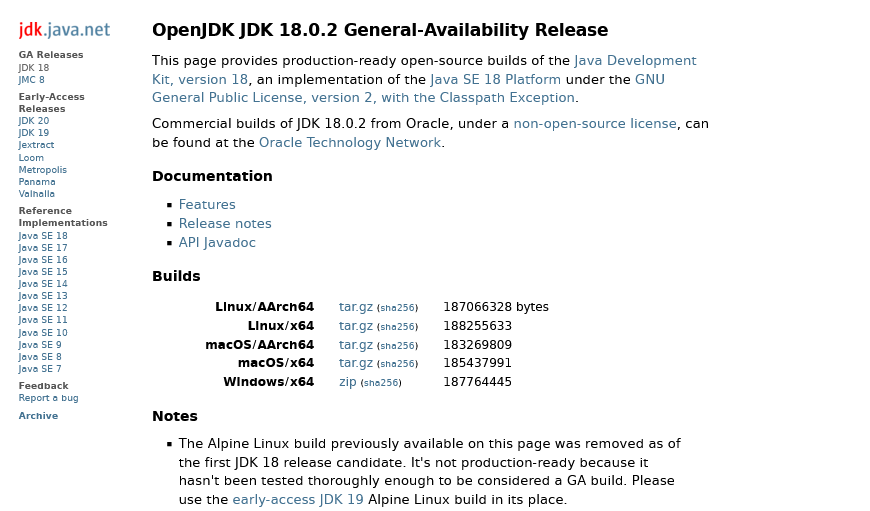 jdk.java.net
GA Releases
JDK 18
JMC 8
Early-Access
Releases
JDK 20
JDK 19
Jextract
Loom
Metropolis
Panama
Valhalla
Reference
Implementations
Java SE 18
Java SE 17
Java SE 16
Java SE 15
Java SE 14
Java SE 13
Java SE 12
Java SE 11
Java SE 10
Java SE 9
Java SE 8
Java SE 7
Feedback
Report a bug
Archive
OpenJDK JDK 18.0.2 General-Availability Release
This page provides production-ready open-source builds of the Java Development
Kit, version 18, an implementation of the Java SE 18 Platform under the GNU
General Public License, version 2, with the Classpath Exception.
Commercial builds of JDK 18.0.2 from Oracle, under a non-open-source license, can
be found at the Oracle Technology Network.
Documentation
▪ Features
▪ Release notes
▪ API Javadoc
Builds
Linux/AArch64 tar.gz (sha256) 187066328 bytes
Linux/x64 tar.gz (sha256) 188255633
macOS/AArch64 tar.gz (sha256) 183269809
macOS/x64 tar.gz (sha256) 185437991
Windows/x64 zip (sha256) 187764445
Notes
▪ The Alpine Linux build previously available on this page was removed as of
the first JDK 18 release candidate. It's not production-ready because it
hasn't been tested thoroughly enough to be considered a GA build. Please
use the early-access JDK 19 Alpine Linux build in its place.